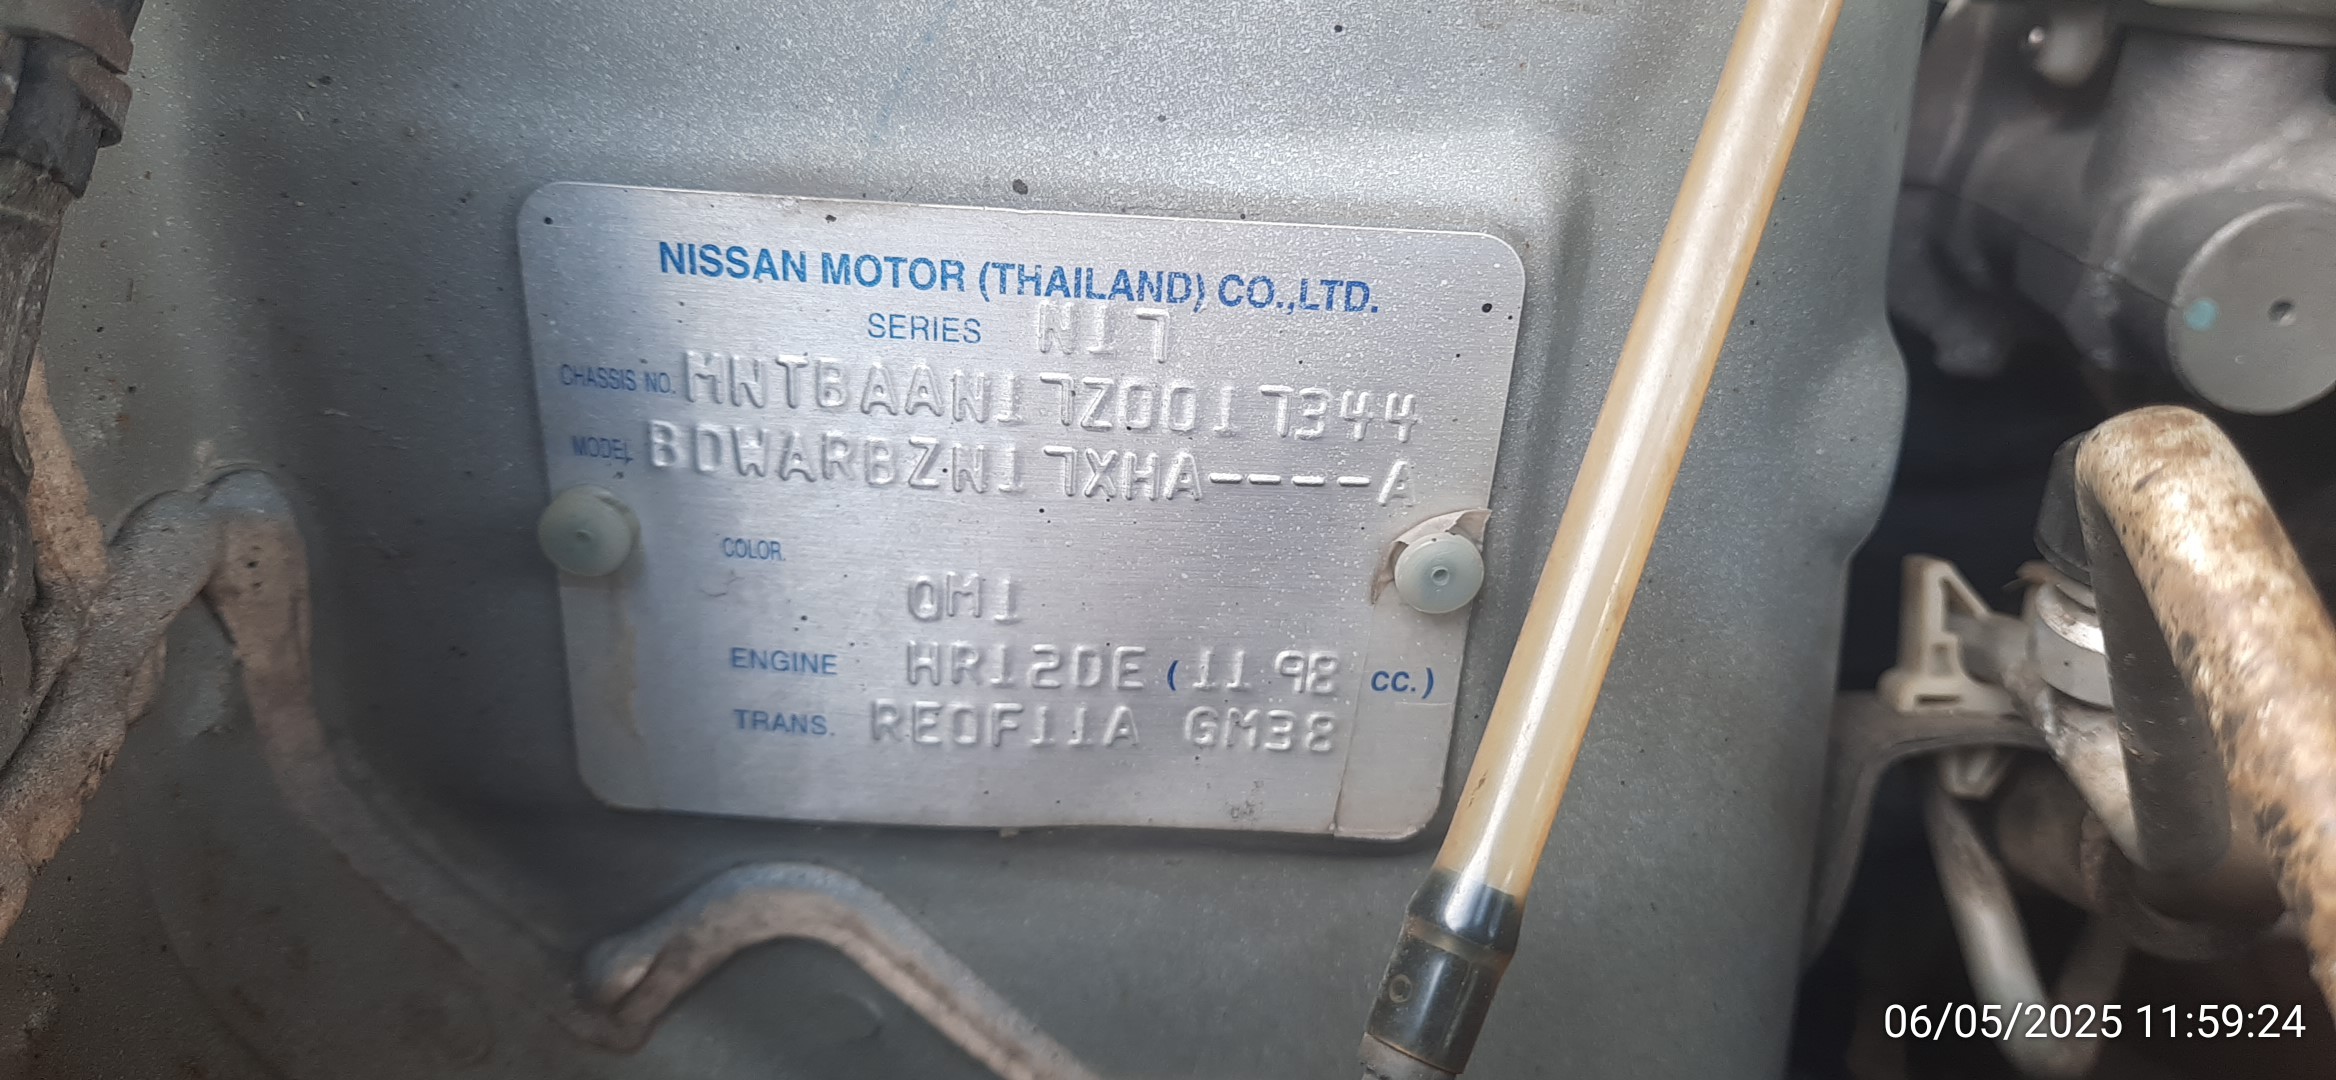 NISSAN MOTOR (THAILAND) CO.,LTD.
SERIES N17
CHASSIS NO. MNTBAAN17Z0017344
MODEL BDWARBZN17XHA----A
COLOR.
QM1
ENGINE HR12DE (1198 cc.)
TRANS. RE0F11A GM38
06/05/2025 11:59:24